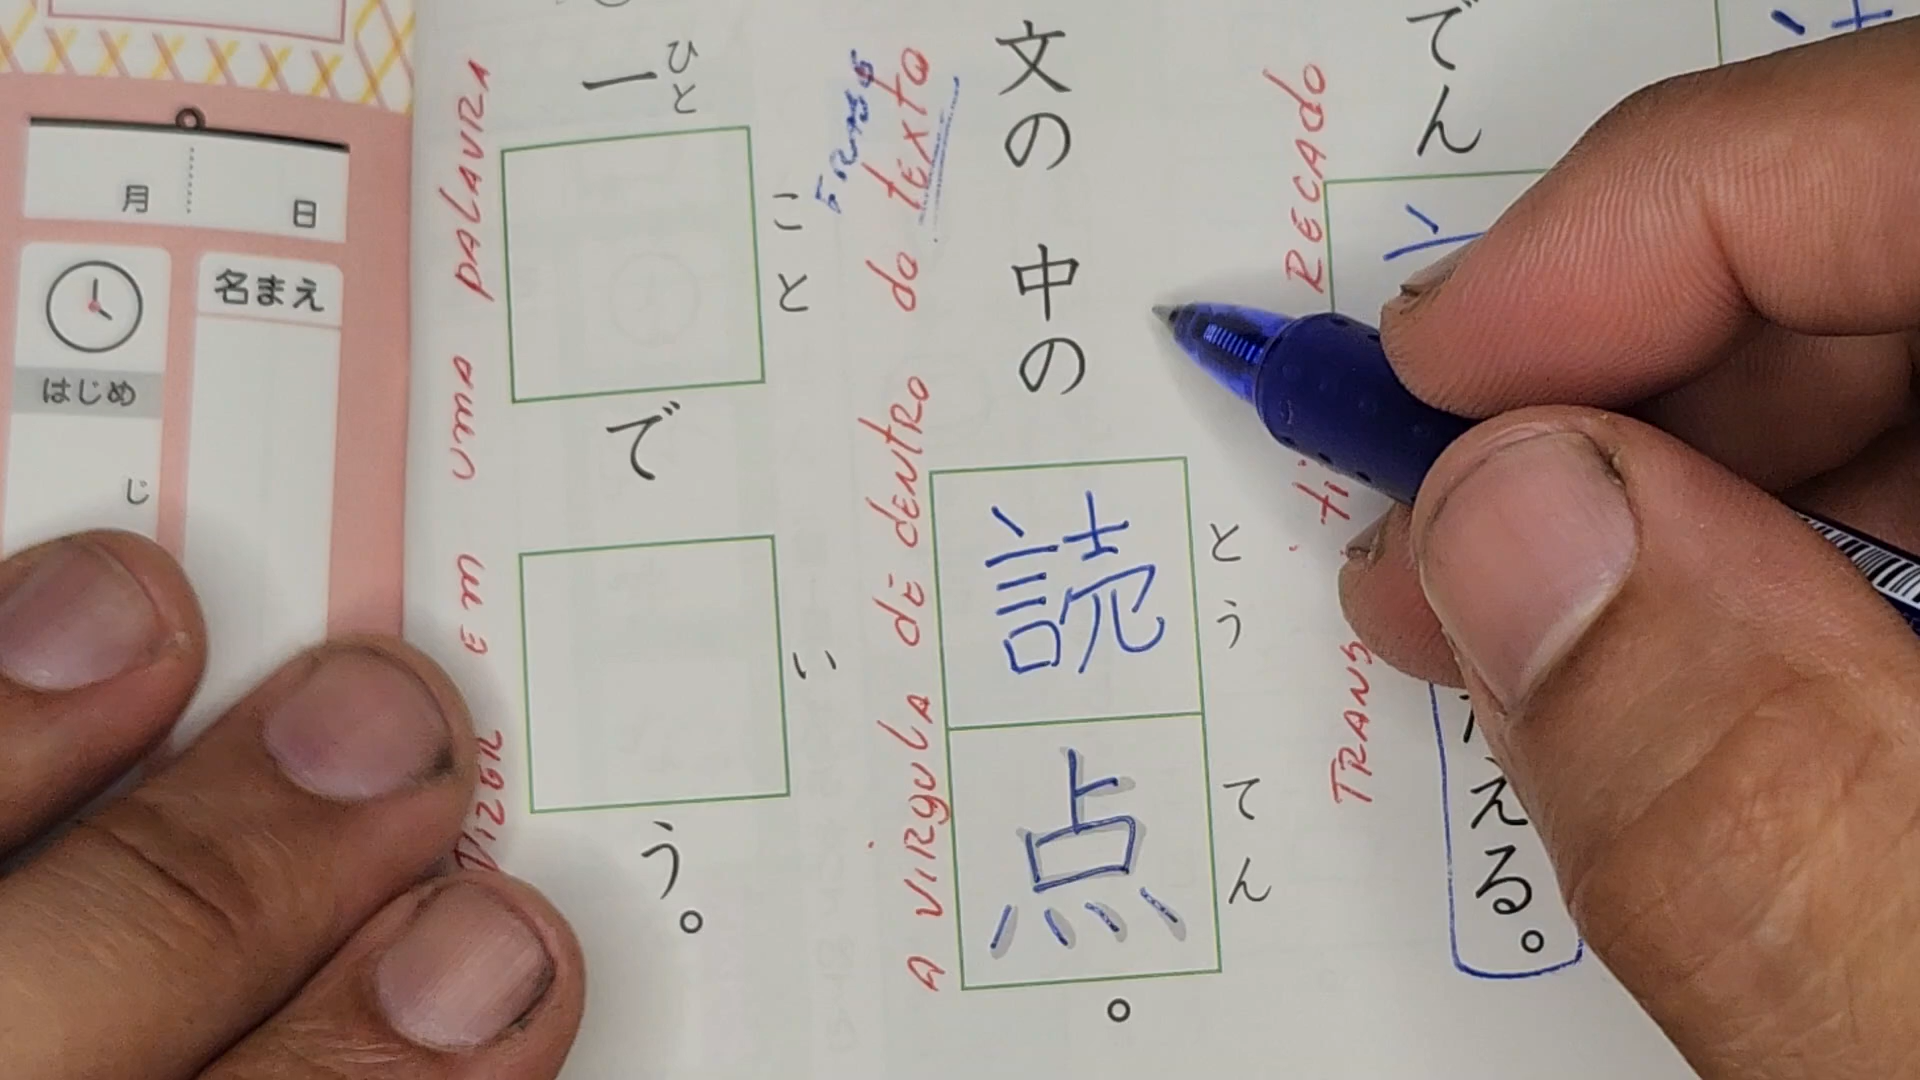 でん
RECADO
TRANS
える。
文の 中の読点。
とうてん
FRASE
A VIRGULA dE dENTRO do TEXTO
一
ひと
ことで
いう。
DIZER EM UMA PALAVRA
月 日
はじめ
じ
名まえ